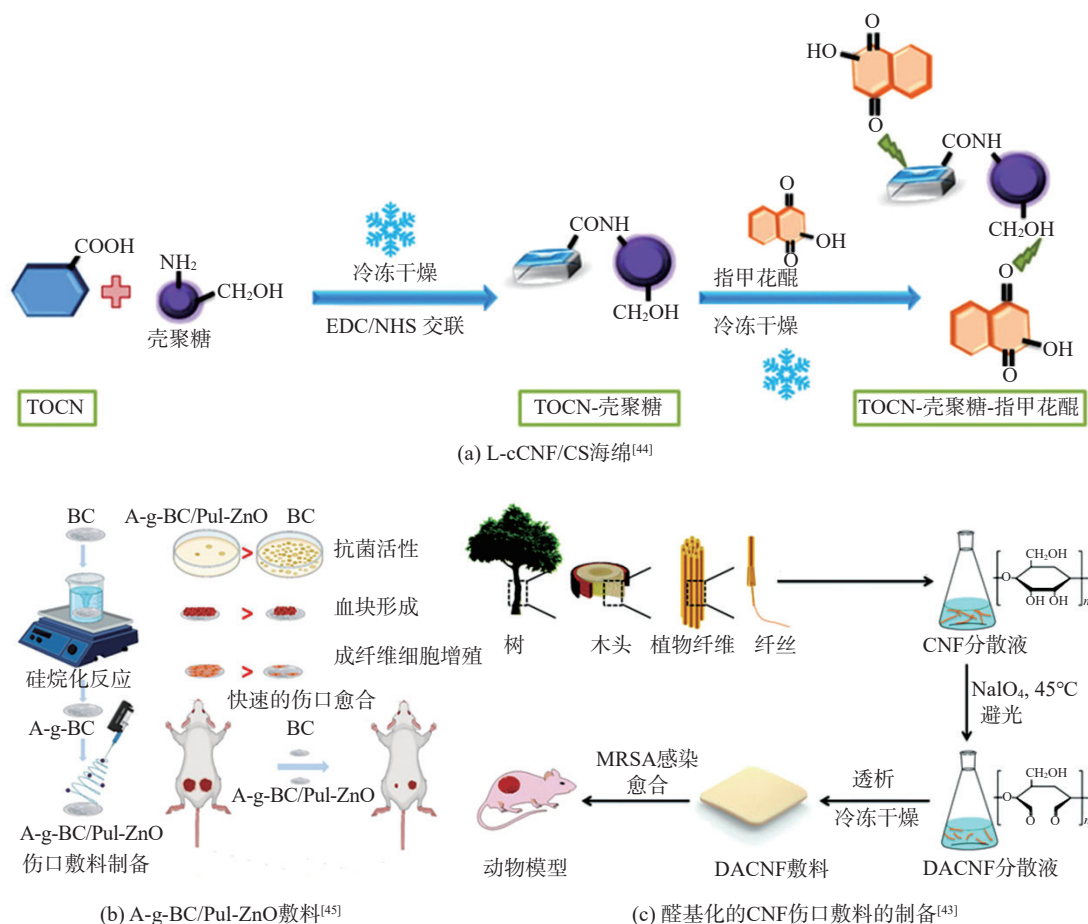 HO
O
O
CONH
CH₂OH
O
OH
O
COOH
NH₂
CH₂OH
壳聚糖
冷冻干燥
EDC/NHS 交联
CONH
CH₂OH
O
OH
O
指甲花醌
冷冻干燥
TOCN
TOCN-壳聚糖
TOCN-壳聚糖-指甲花醌
(a) L-cCNF/CS海绵[44]
BC
硅烷化反应
A-g-BC
A-g-BC/Pul-ZnO
伤口敷料制备
A-g-BC/Pul-ZnO
BC
>
抗菌活性
>
血块形成
>
成纤维细胞增殖
快速的伤口愈合
BC
A-g-BC/Pul-ZnO
(b) A-g-BC/Pul-ZnO敷料[45]
树
木头
植物纤维
纤丝
CNF分散液
CH₂OH
O
O
OH OH
n
NalO₄, 45℃
避光
DACNF分散液
CH₂OH
O
O
O O
n
透析
冷冻干燥
DACNF敷料
MRSA感染
愈合
动物模型
(c) 醛基化的CNF伤口敷料的制备[43]